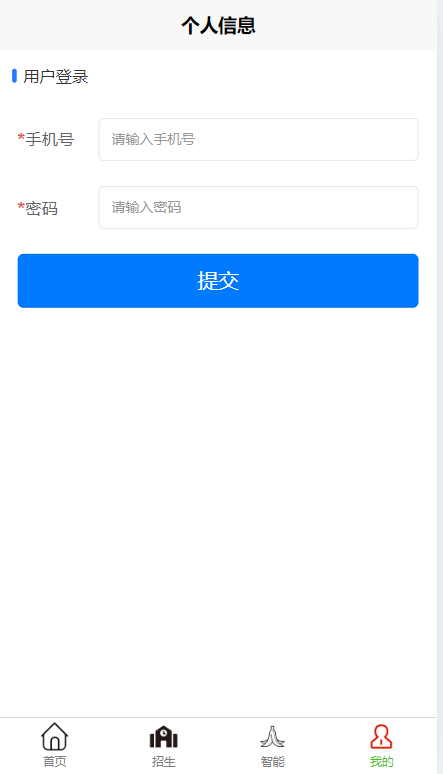 个人信息
用户登录
*手机号 请输入手机号
*密码 请输入密码
提交
首页 招生 智能 我的